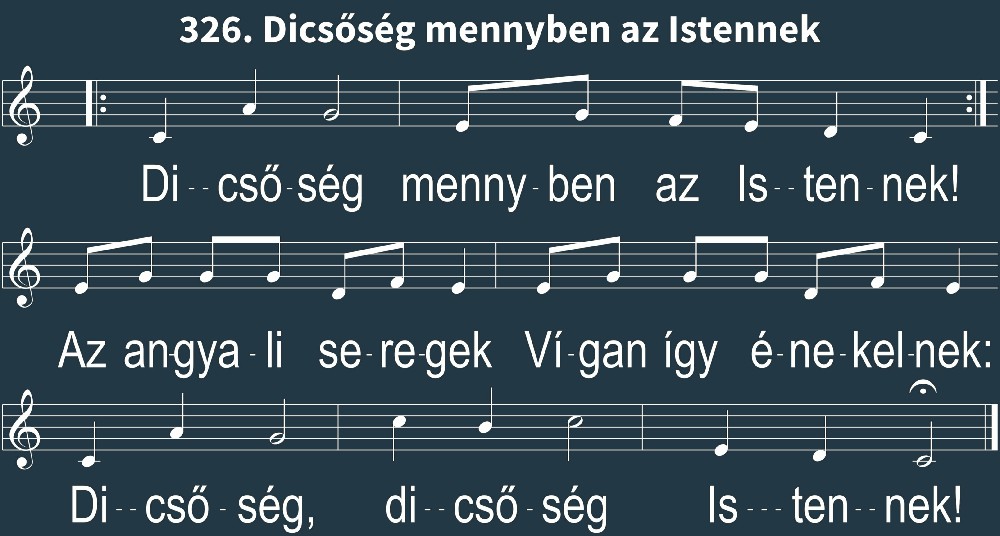 326. Dicsőség mennyben az Istennek
Di - - cső - ség menny - ben az Is - - ten - nek!
Az an-gya - li se - re-gek Ví - gan így é - ne - kel-nek:
Di - - cső - ség, di - - cső - ség Is - - - ten - - nek!